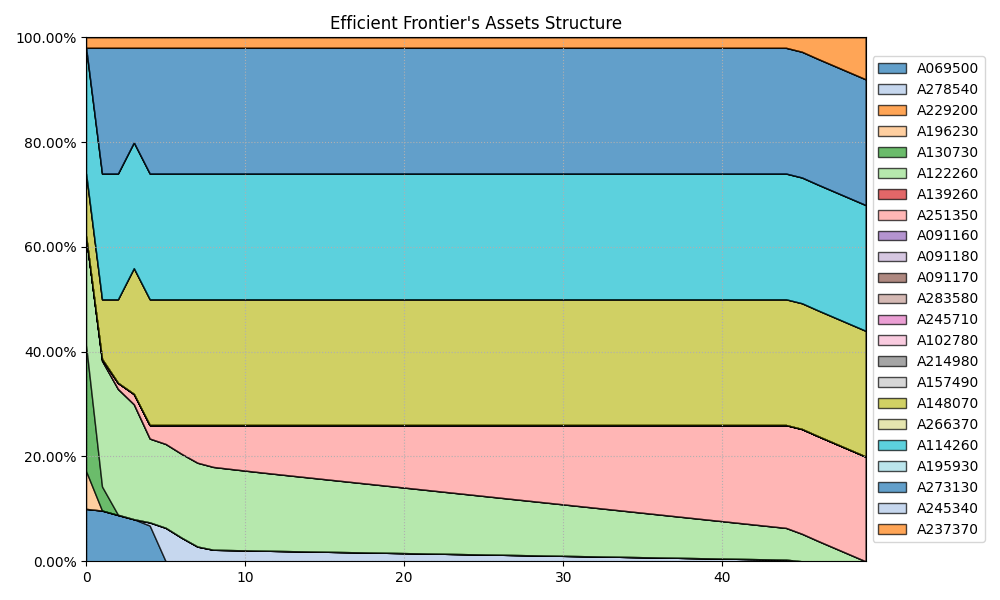 Efficient Frontier's Assets Structure
100.00%
80.00%
60.00%
40.00%
20.00%
0.00%
0
10
20
30
40
A069500
A278540
A229200
A196230
A130730
A122260
A139260
A251350
A091160
A091180
A091170
A283580
A245710
A102780
A214980
A157490
A148070
A266370
A114260
A195930
A273130
A245340
A237370